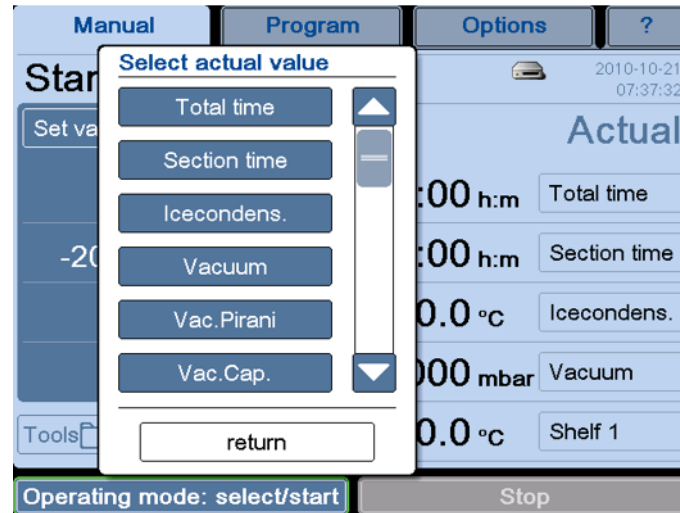 Manual Program Options ?
Select actual value
Star
2010-10-21
07:37:32
Set va
Actual
Total time
Section time
Icecondens.
Vacuum
Vac.Pirani
Vac.Cap.
return
:00 h:m Total time
-20
:00 h:m Section time
0.0 °C Icecondens.
000 mbar Vacuum
0.0 °C Shelf 1
Tools
Operating mode: select/start Stop